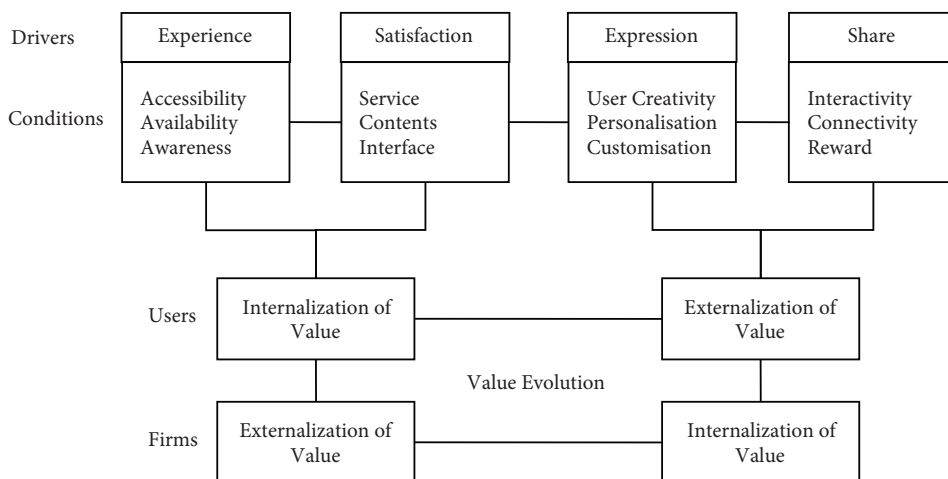 Drivers
Experience
Satisfaction
Expression
Share
Conditions
Accessibility
Availability
Awareness
Service
Contents
Interface
User Creativity
Personalisation
Customisation
Interactivity
Connectivity
Reward
Users
Internalization of
Value
Externalization of
Value
Value Evolution
Firms
Externalization of
Value
Internalization of
Value